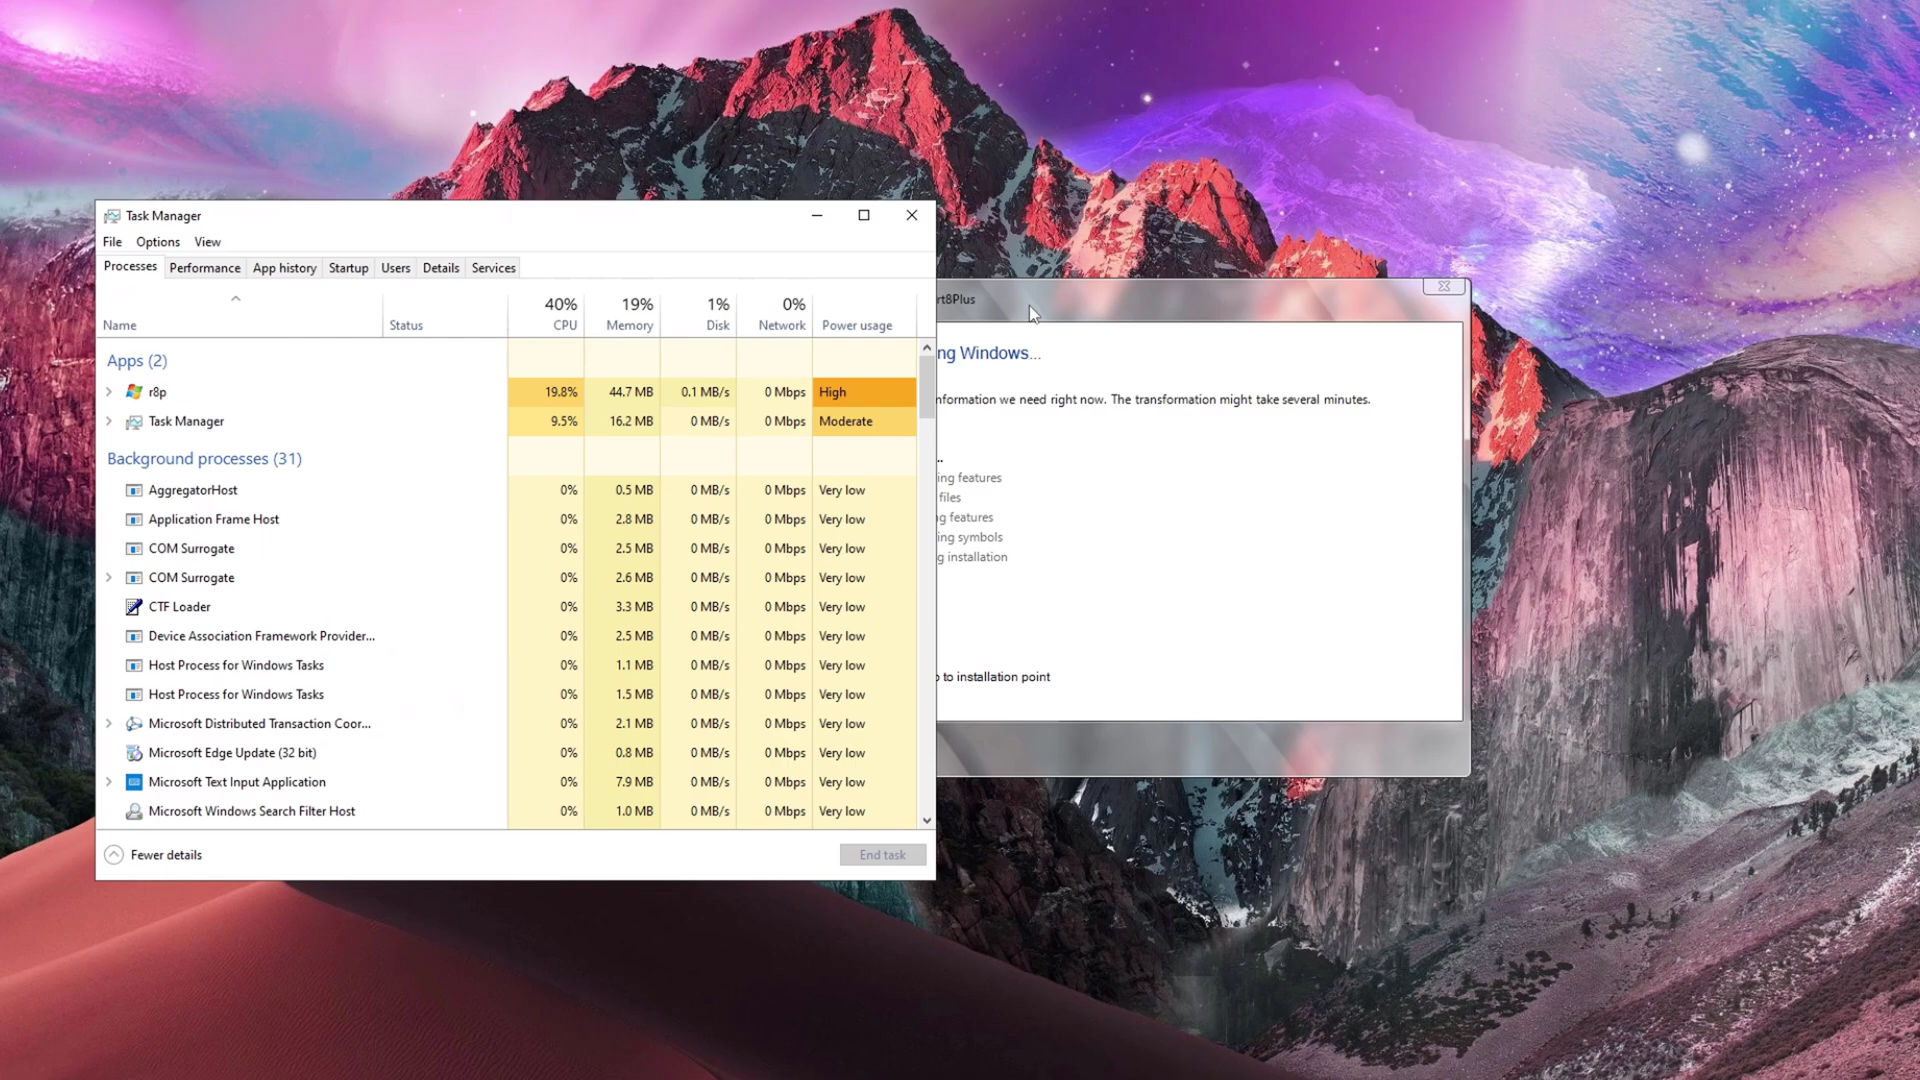 Task Manager
File Options View
Processes Performance App history Startup Users Details Services
40% 19% 1% 0%
Name Status CPU Memory Disk Network Power usage
Apps (2)
r8p 19.8% 44.7 MB 0.1 MB/s 0 Mbps High
Task Manager 9.5% 16.2 MB 0 MB/s 0 Mbps Moderate
Background processes (31)
AggregatorHost 0% 0.5 MB 0 MB/s 0 Mbps Very low
Application Frame Host 0% 2.8 MB 0 MB/s 0 Mbps Very low
COM Surrogate 0% 2.5 MB 0 MB/s 0 Mbps Very low
COM Surrogate 0% 2.6 MB 0 MB/s 0 Mbps Very low
CTF Loader 0% 3.3 MB 0 MB/s 0 Mbps Very low
Device Association Framework Provider... 0% 2.5 MB 0 MB/s 0 Mbps Very low
Host Process for Windows Tasks 0% 1.1 MB 0 MB/s 0 Mbps Very low
Host Process for Windows Tasks 0% 1.5 MB 0 MB/s 0 Mbps Very low
Microsoft Distributed Transaction Coor... 0% 2.1 MB 0 MB/s 0 Mbps Very low
Microsoft Edge Update (32 bit) 0% 0.8 MB 0 MB/s 0 Mbps Very low
Microsoft Text Input Application 0% 7.9 MB 0 MB/s 0 Mbps Very low
Microsoft Windows Search Filter Host 0% 1.0 MB 0 MB/s 0 Mbps Very low
Fewer details End task
rt8Plus
ng Windows...
nformation we need right now. The transformation might take several minutes.
..
ing features
files
g features
ing symbols
g installation
to installation point